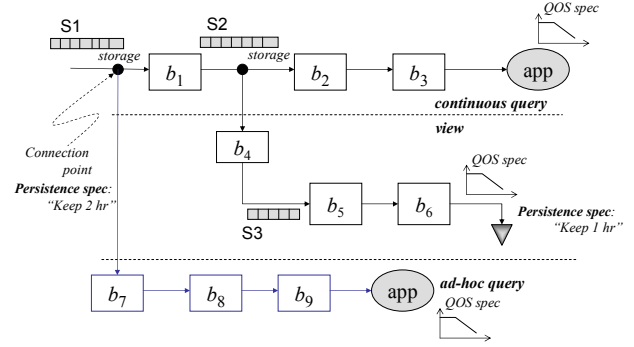 QOS spec
S1
S2
storage
storage
b1
b2
b3
app
continuous query
view
Connection
point
b4
QOS spec
Persistence spec:
"Keep 2 hr"
b5
b6
Persistence spec:
"Keep 1 hr"
S3
b7
b8
b9
app
ad-hoc query
QOS spec